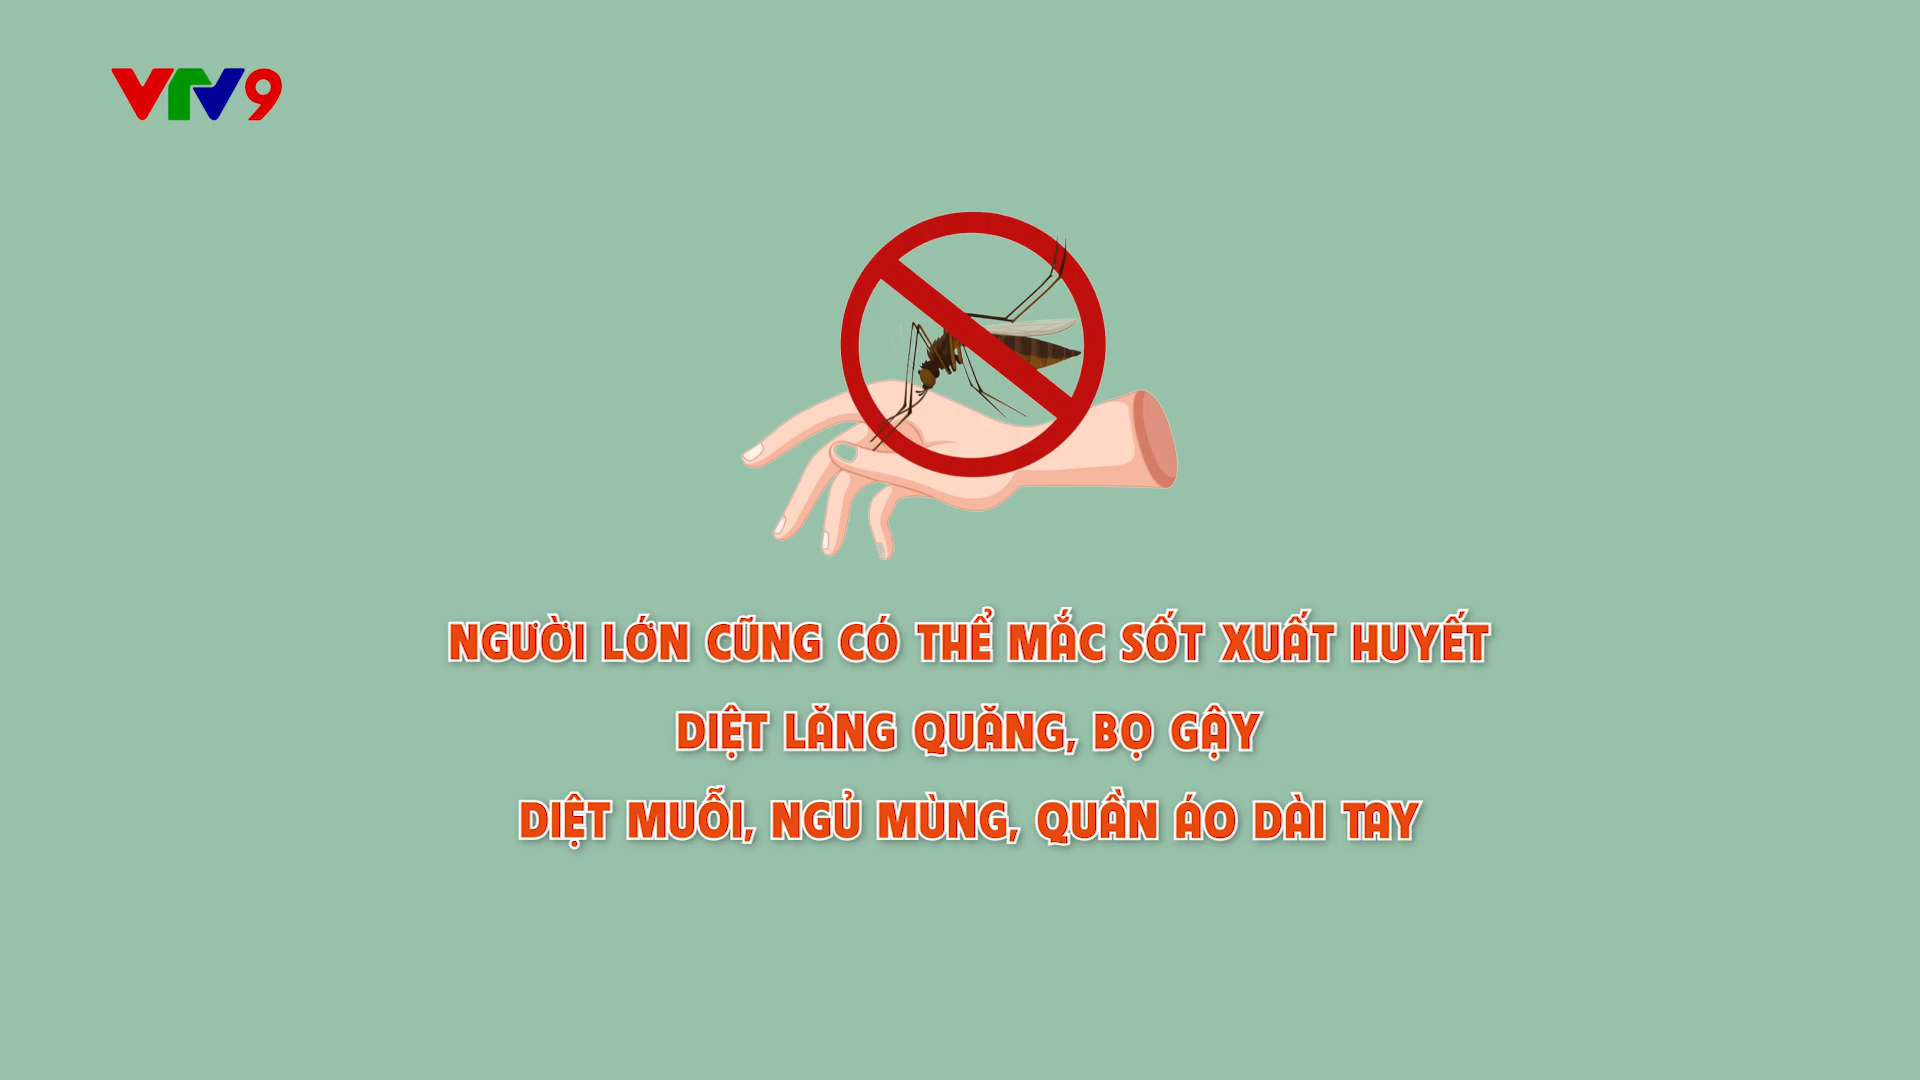 VTV9
NGƯỜI LỚN CŨNG CÓ THỂ MẮC SỐT XUẤT HUYẾT
DIỆT LĂNG QUĂNG, BỌ GẬY
DIỆT MUỖI, NGỦ MÙNG, QUẦN ÁO DÀI TAY